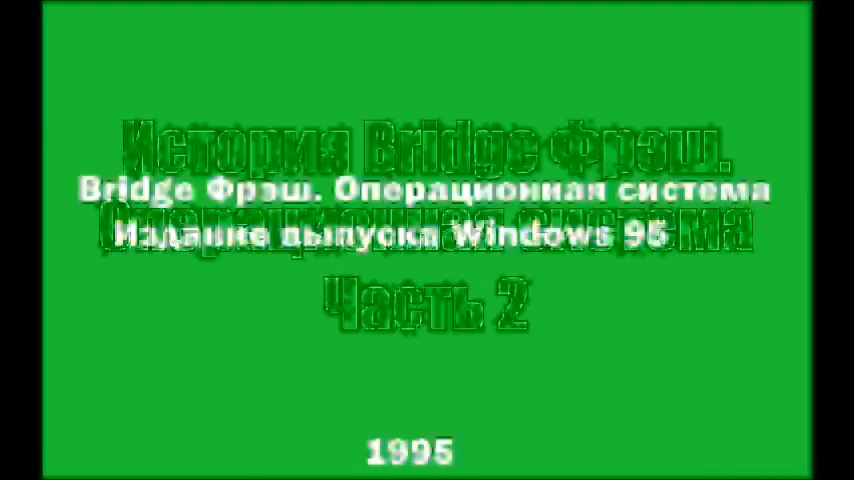 История Bridge Фрэш.
Bridge Фрэш. Операционная система
Операционная система
Издание выпуска Windows 95
Часть 2
1995